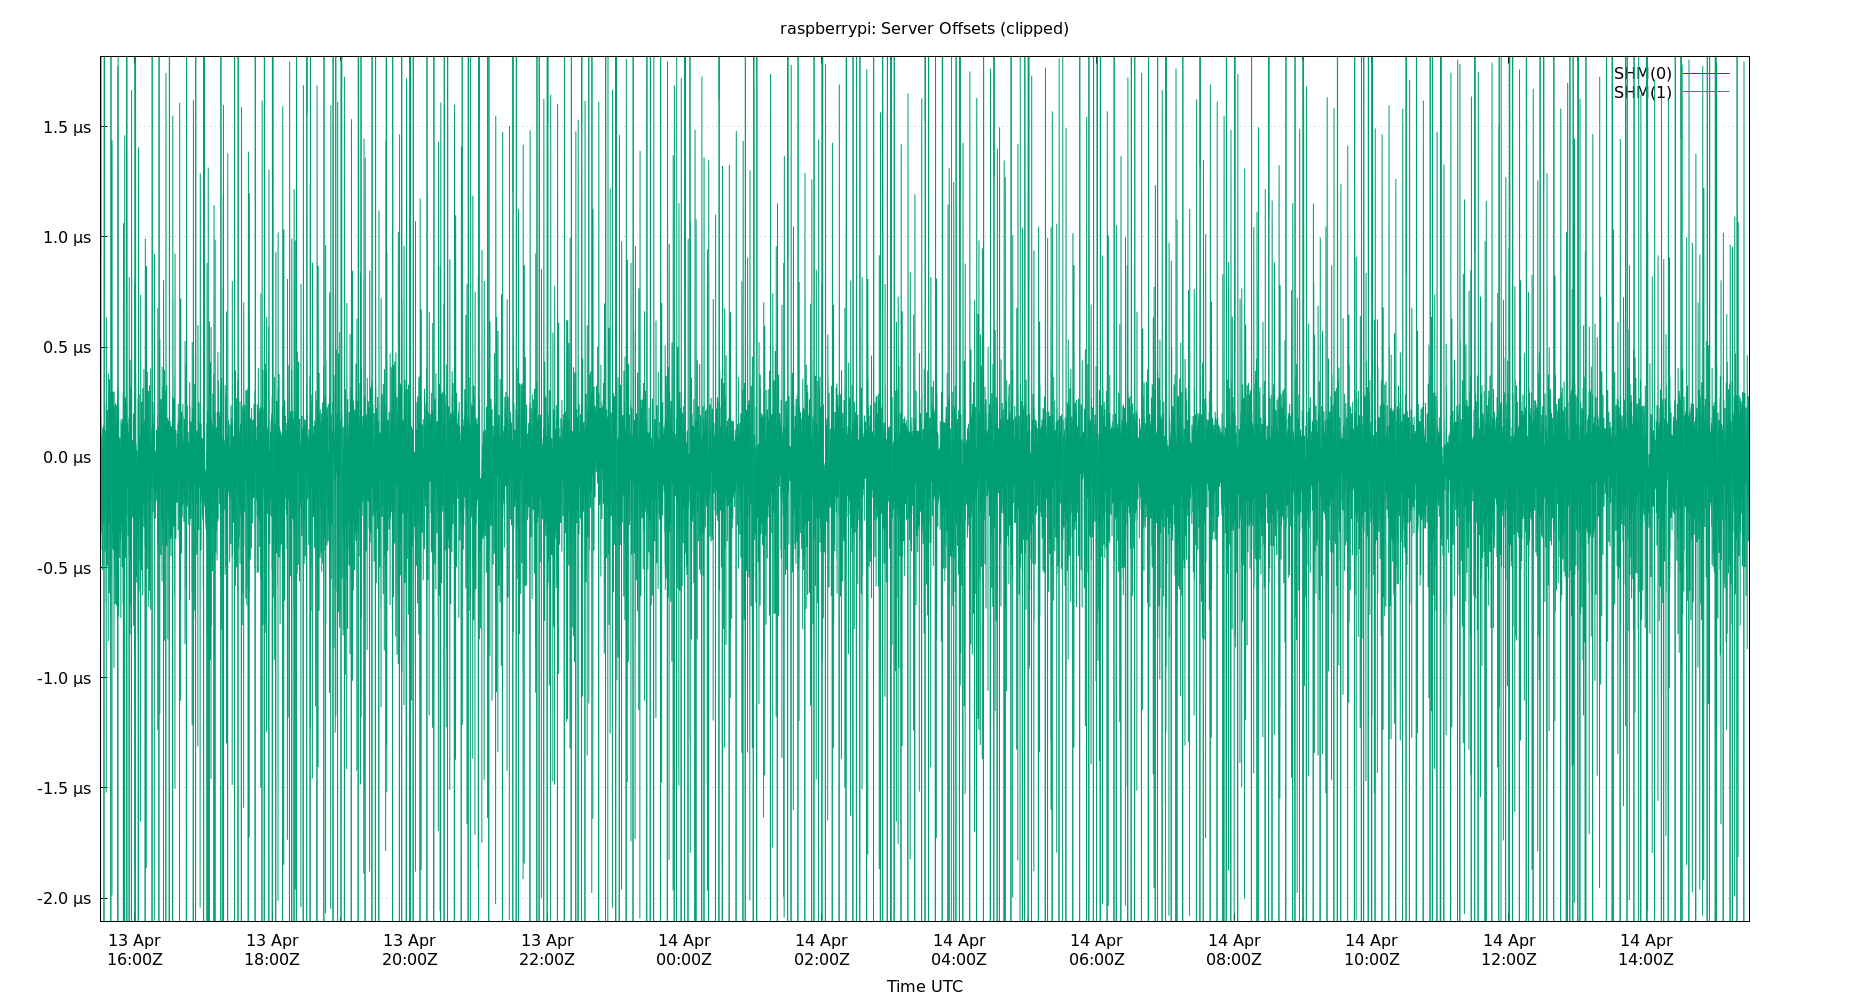 raspberrypi: Server Offsets (clipped)
SHM(0)
SHM(1)
1.5 µs
1.0 µs
0.5 µs
0.0 µs
-0.5 µs
-1.0 µs
-1.5 µs
-2.0 µs
13 Apr 13 Apr 13 Apr 13 Apr 14 Apr 14 Apr 14 Apr 14 Apr 14 Apr 14 Apr 14 Apr 14 Apr
16:00Z 18:00Z 20:00Z 22:00Z 00:00Z 02:00Z 04:00Z 06:00Z 08:00Z 10:00Z 12:00Z 14:00Z
Time UTC